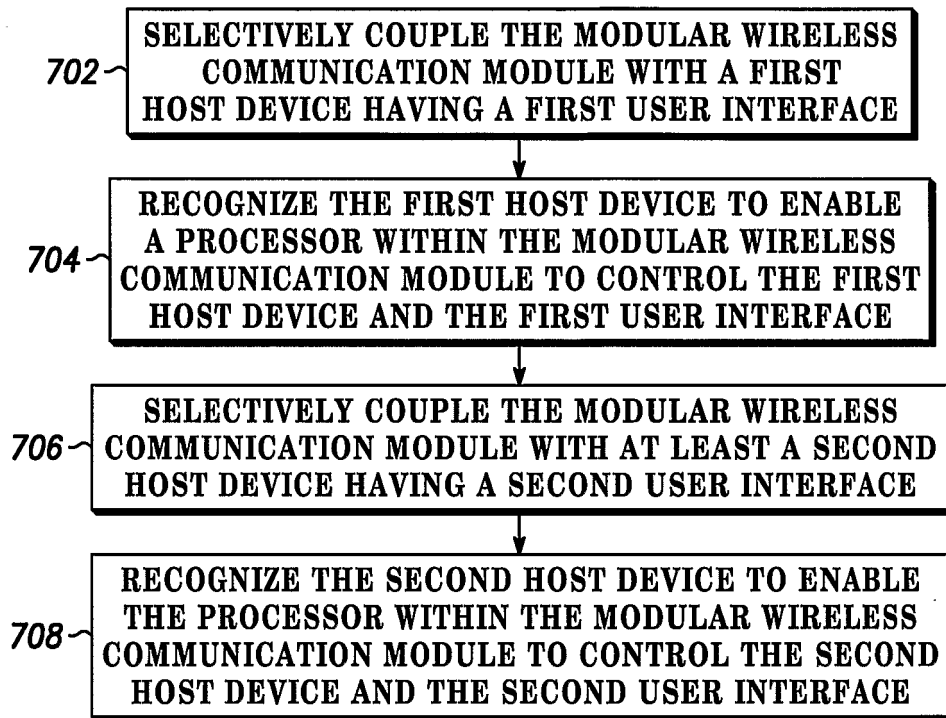 SELECTIVELY COUPLE THE MODULAR WIRELESS
702
COMMUNICATION MODULE WITH A FIRST
HOST DEVICE HAVING A FIRST USER INTERFACE
RECOGNIZE THE FIRST HOST DEVICE TO ENABLE
A PROCESSOR WITHIN THE MODULAR WIRELESS
704
COMMUNICATION MODULE TO CONTROL THE FIRST
HOST DEVICE AND THE FIRST USER INTERFACE
SELECTIVELY COUPLE THE MODULAR WIRELESS
706
COMMUNICATION MODULE WITH AT LEAST A SECOND
HOST DEVICE HAVING A SECOND USER INTERFACE
RECOGNIZE THE SECOND HOST DEVICE TO ENABLE
THE PROCESSOR WITHIN THE MODULAR WIRELESS
708
COMMUNICATION MODULE TO CONTROL THE SECOND
HOST DEVICE AND THE SECOND USER INTERFACE